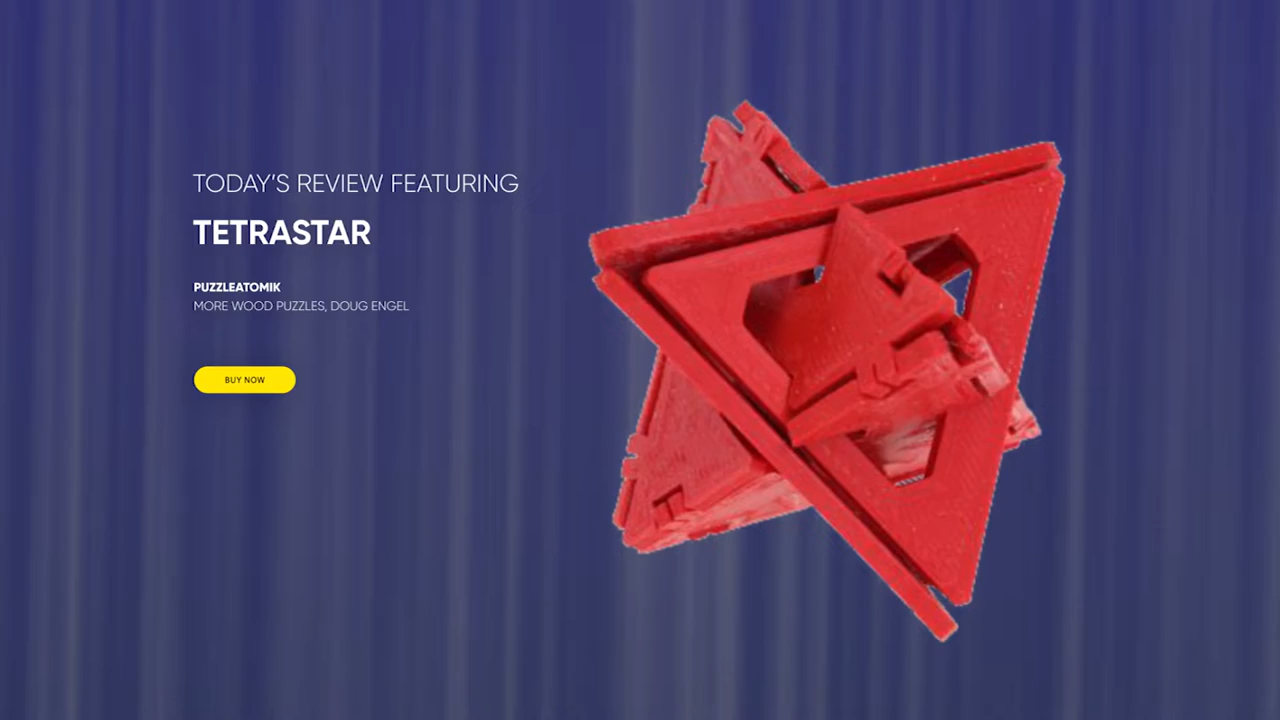 TODAY'S REVIEW FEATURING
TETRASTAR
PUZZLEATOMIK
MORE WOOD PUZZLES, DOUG ENGEL
BUY NOW